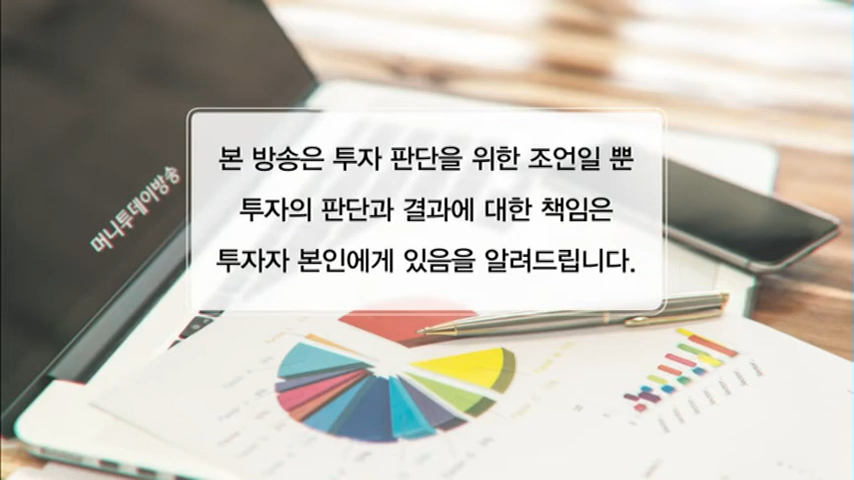 본 방송은 투자 판단을 위한 조언일 뿐
투자의 판단과 결과에 대한 책임은
투자자 본인에게 있음을 알려드립니다.
머니투데이방송